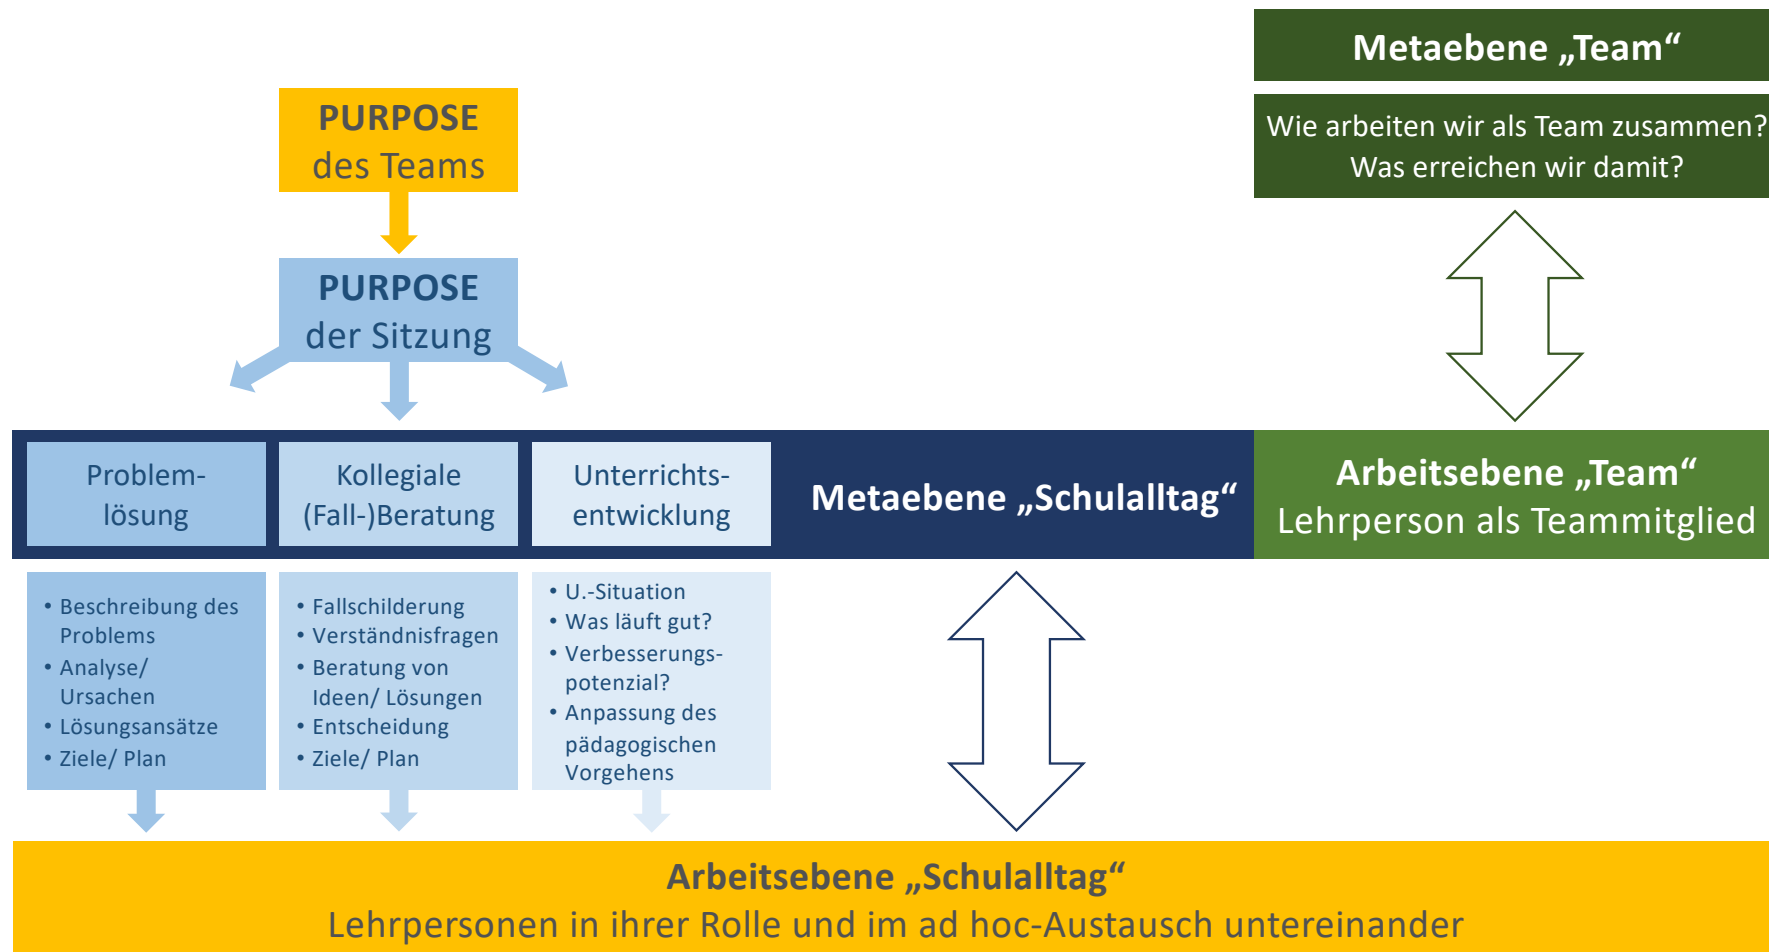 Metaebene „Team“
Wie arbeiten wir als Team zusammen?
Was erreichen wir damit?
PURPOSE
des Teams
PURPOSE
der Sitzung
Problem-
lösung
Kollegiale
(Fall-)Beratung
Unterrichts-
entwicklung
Metaebene „Schulalltag“
Arbeitsebene „Team“
Lehrperson als Teammitglied
• Beschreibung des
Problems
• Analyse/
Ursachen
• Lösungsansätze
• Ziele/ Plan
• Fallschilderung
• Verständnisfragen
• Beratung von
Ideen/ Lösungen
• Entscheidung
• Ziele/ Plan
• U.-Situation
• Was läuft gut?
• Verbesserungs-
potenzial?
• Anpassung des
pädagogischen
Vorgehens
Arbeitsebene „Schulalltag“
Lehrpersonen in ihrer Rolle und im ad hoc-Austausch untereinander